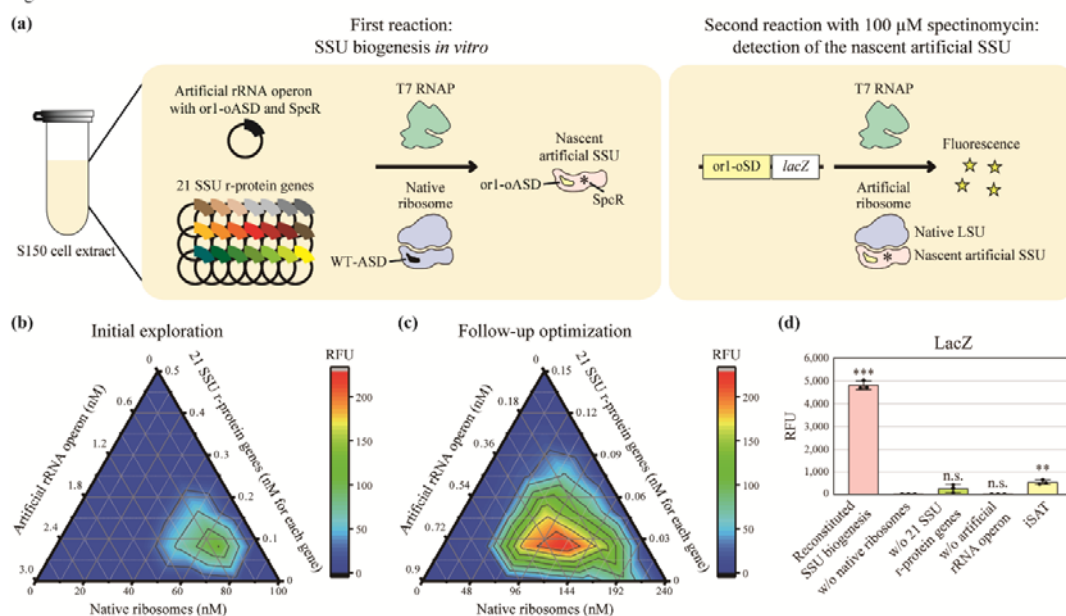 (a)
First reaction:
SSU biogenesis in vitro
Second reaction with 100 µM spectinomycin:
detection of the nascent artificial SSU
Artificial rRNA operon
with or1-oASD and SpcR
T7 RNAP
Nascent
artificial SSU
or1-oASD
SpcR
21 SSU r-protein genes
Native
ribosome
WT-ASD
S150 cell extract
T7 RNAP
or1-oSD
lacZ
Fluorescence
Artificial
ribosome
Native LSU
Nascent artificial SSU
(b)
Initial exploration
RFU
200
150
100
50
0
Artificial rRNA operon (nM)
0
0.6
1.2
2.4
3.0
21 SSU r-protein genes (nM for each gene)
0.5
0.4
0.3
0.2
0.1
0
Native ribosomes (nM)
0 20 40 60 80 100
(c)
Follow-up optimization
RFU
200
150
100
50
0
Artificial rRNA operon (nM)
0
0.36
0.54
0.72
0.9
21 SSU r-protein genes (nM for each gene)
0.15
0.12
0.09
0.06
0.03
0
Native ribosomes (nM)
0 48 96 144 192 240
(d)
LacZ
RFU
6,000
5,000
4,000
3,000
2,000
1,000
0
***
n.s.
n.s.
**
Reconstituted
SSU biogenesis
w/o native ribosomes
w/o 21 SSU
r-protein genes
w/o artificial
rRNA operon
iSAT